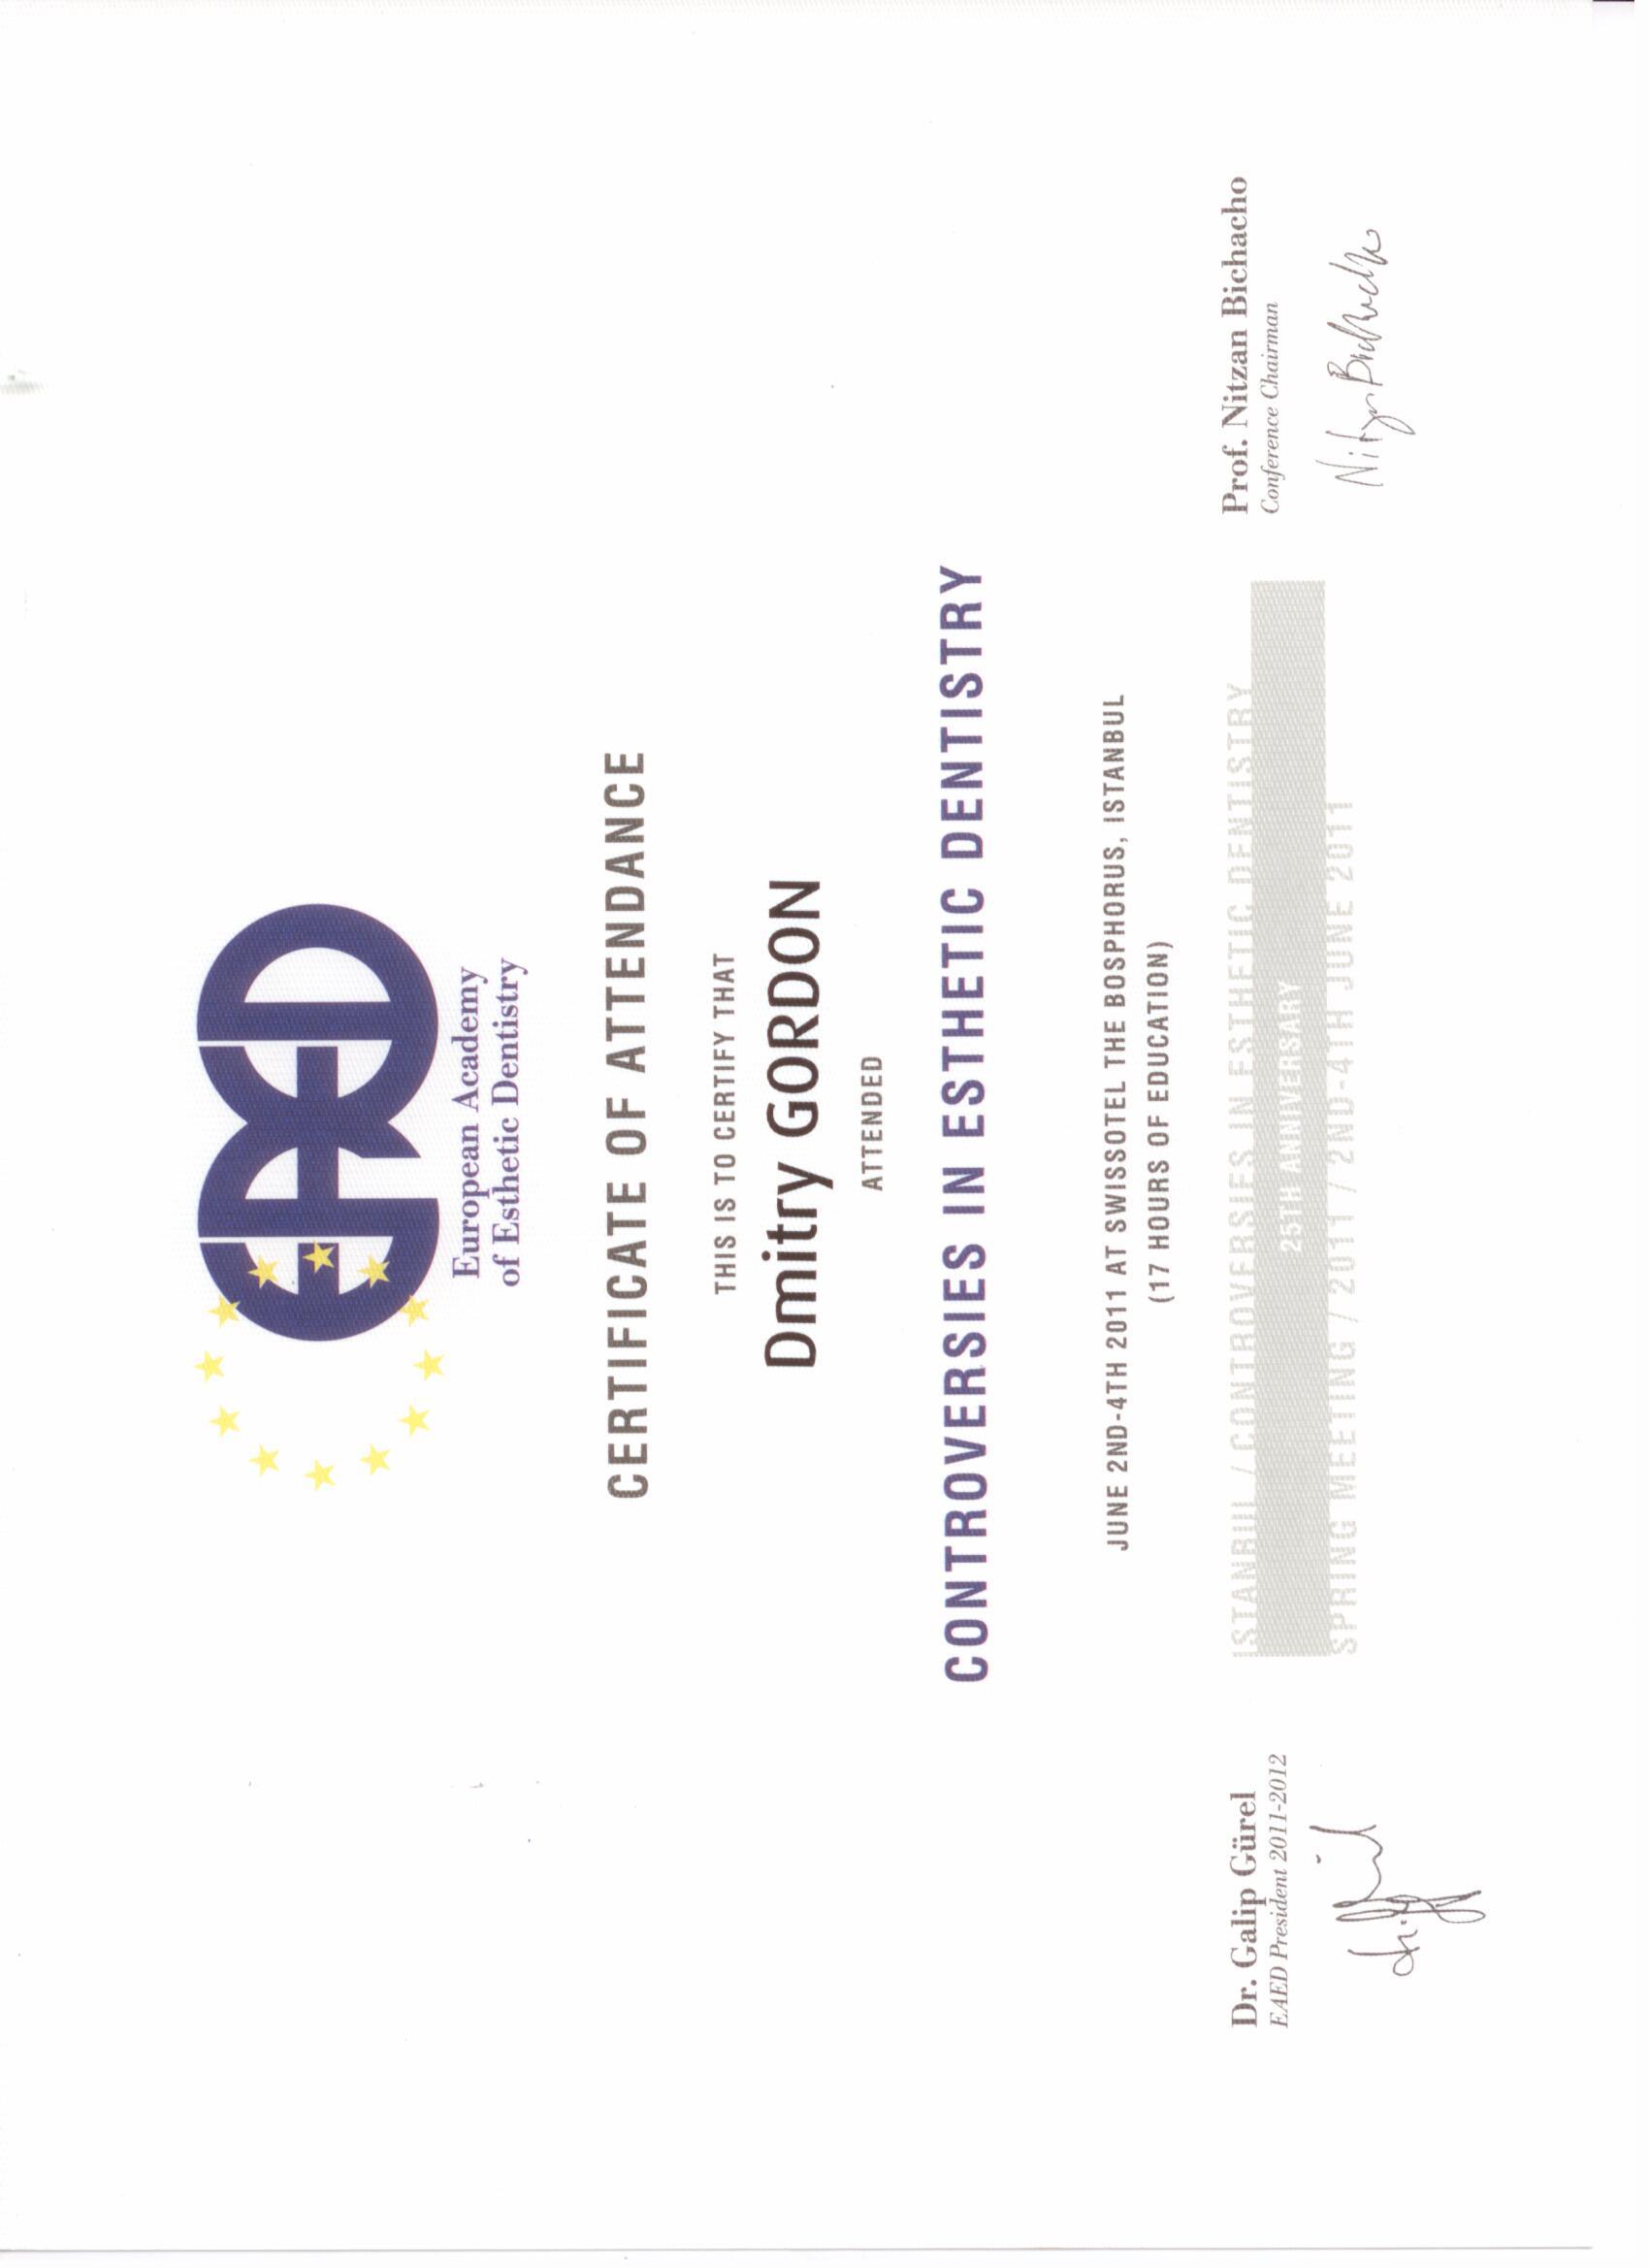 EAED
European Academy
of Esthetic Dentistry
CERTIFICATE OF ATTENDANCE
THIS IS TO CERTIFY THAT
Dmitry GORDON
ATTENDED
CONTROVERSIES IN ESTHETIC DENTISTRY
JUNE 2ND-4TH 2011 AT SWISSOTEL THE BOSPHORUS, ISTANBUL
(17 HOURS OF EDUCATION)
Dr. Galip Gürel
EAED President 2011-2012
ISTANBUL / CONTROVERSIES IN ESTHETIC DENTISTRY
25TH ANNIVERSARY
SPRING MEETING / 2011 / 2ND-4TH JUNE 2011
Prof. Nitzan Bichacho
Conference Chairman
Nitzan Bichacho